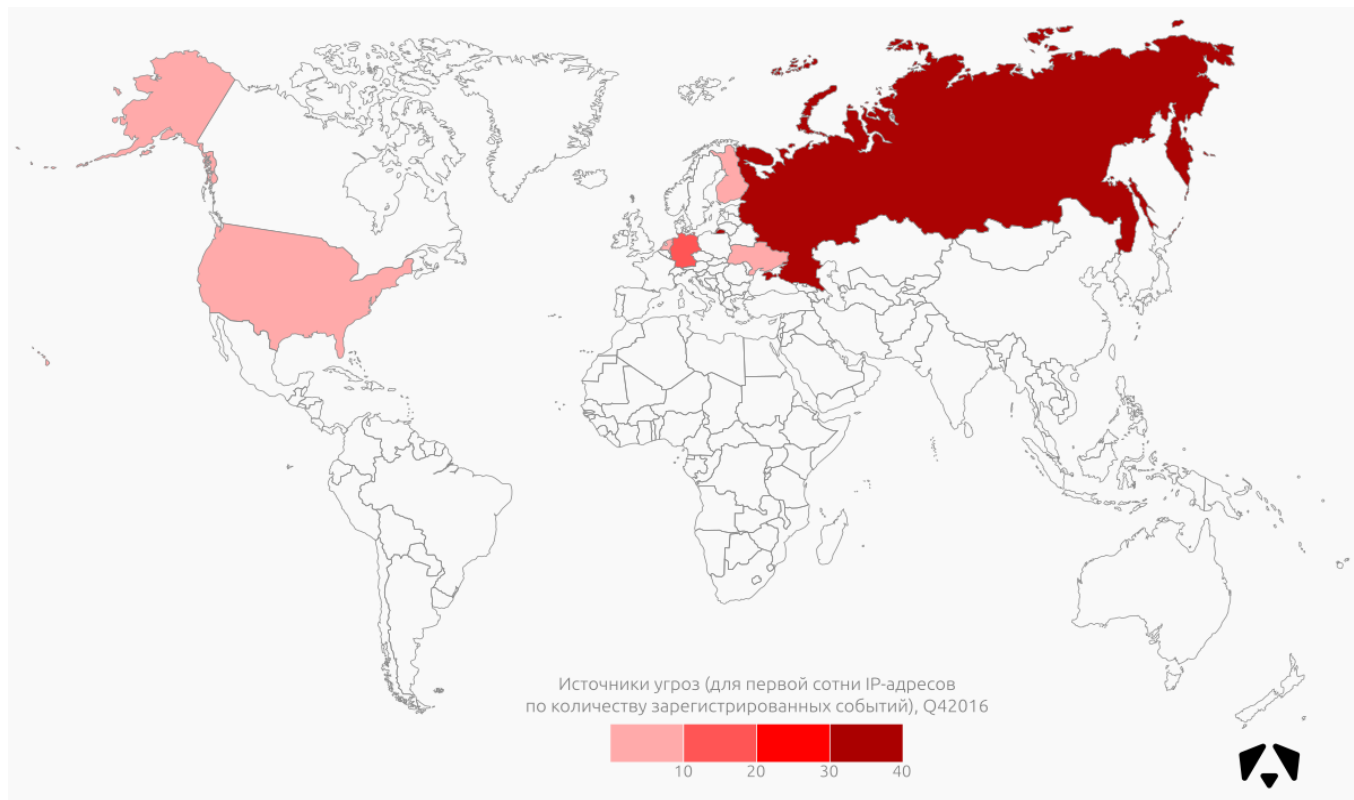 Источники угроз (для первой сотни IP-адресов
по количеству зарегистрированных событий), Q42016
10 20 30 40